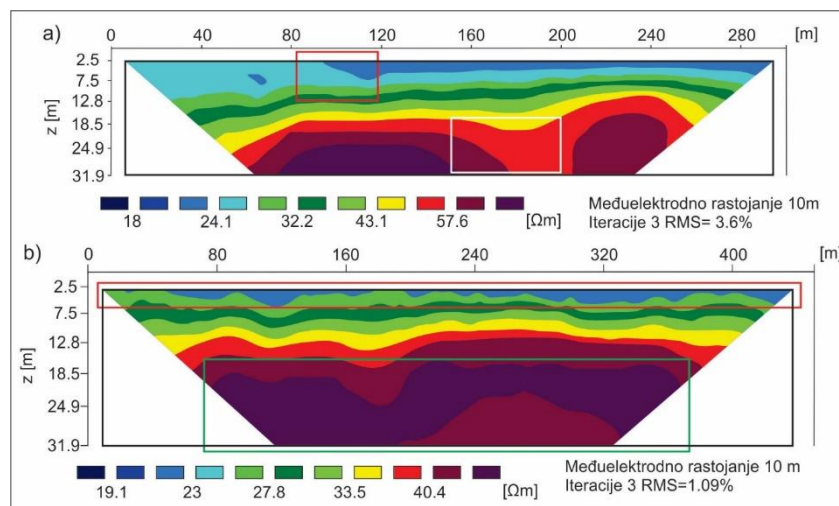 a)
0 40 80 120 160 200 240 280 [m]
z [m]
2.5
7.5
12.8
18.5
24.9
31.9
18 24.1 32.2 43.1 57.6 [Ωm]
Međuelektrodno rastojanje 10m
Iteracije 3 RMS= 3.6%
b)
0 80 160 240 320 400 [m]
z [m]
2.5
7.5
12.8
18.5
24.9
31.9
19.1 23 27.8 33.5 40.4 [Ωm]
Međuelektrodno rastojanje 10 m
Iteracije 3 RMS=1.09%